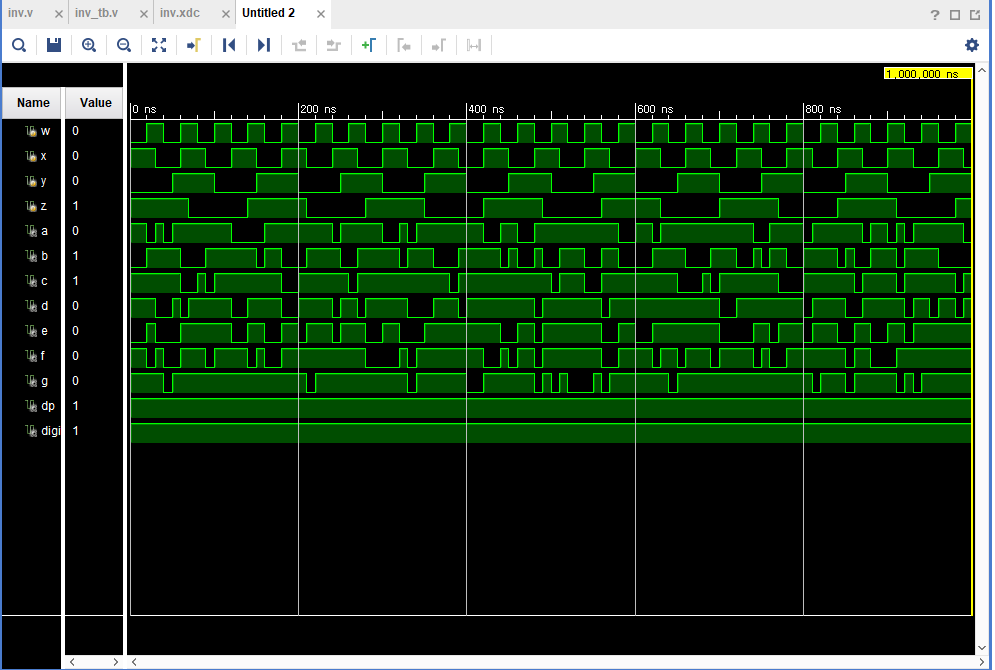 inv.v inv_tb.v inv.xdc Untitled 2
1,000,000 ns
Name Value 0 ns 200 ns 400 ns 600 ns 800 ns
w 0
x 0
y 0
z 1
a 0
b 1
c 1
d 0
e 0
f 0
g 0
dp 1
digi 1